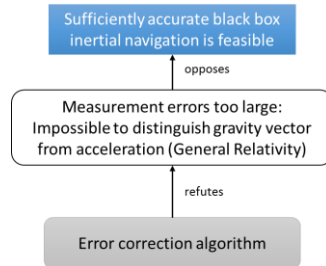 Sufficiently accurate black box
inertial navigation is feasible
opposes
Measurement errors too large:
Impossible to distinguish gravity vector
from acceleration (General Relativity)
refutes
Error correction algorithm